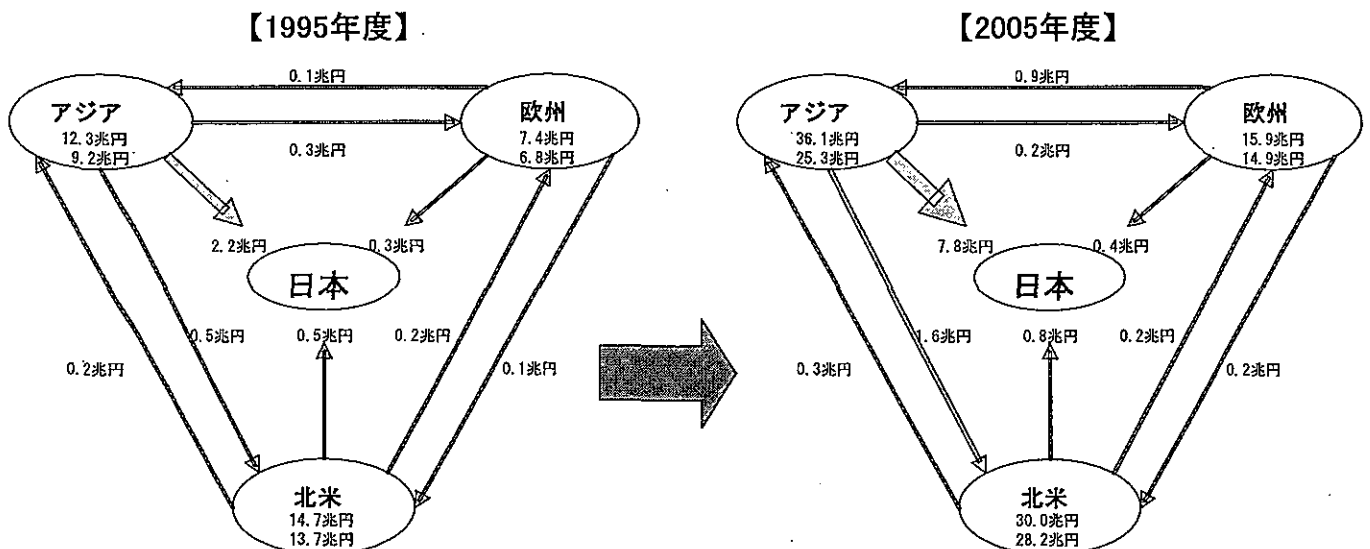 【1995年度】
0.1兆円
アジア
12.3兆円
9.2兆円
欧州
7.4兆円
6.8兆円
0.3兆円
2.2兆円
0.3兆円
日本
0.2兆円
0.5兆円
0.5兆円
0.2兆円
0.1兆円
北米
14.7兆円
13.7兆円
【2005年度】
0.9兆円
アジア
36.1兆円
25.3兆円
欧州
15.9兆円
14.9兆円
0.2兆円
7.8兆円
0.4兆円
日本
0.3兆円
1.6兆円
0.8兆円
0.2兆円
0.2兆円
北米
30.0兆円
28.2兆円